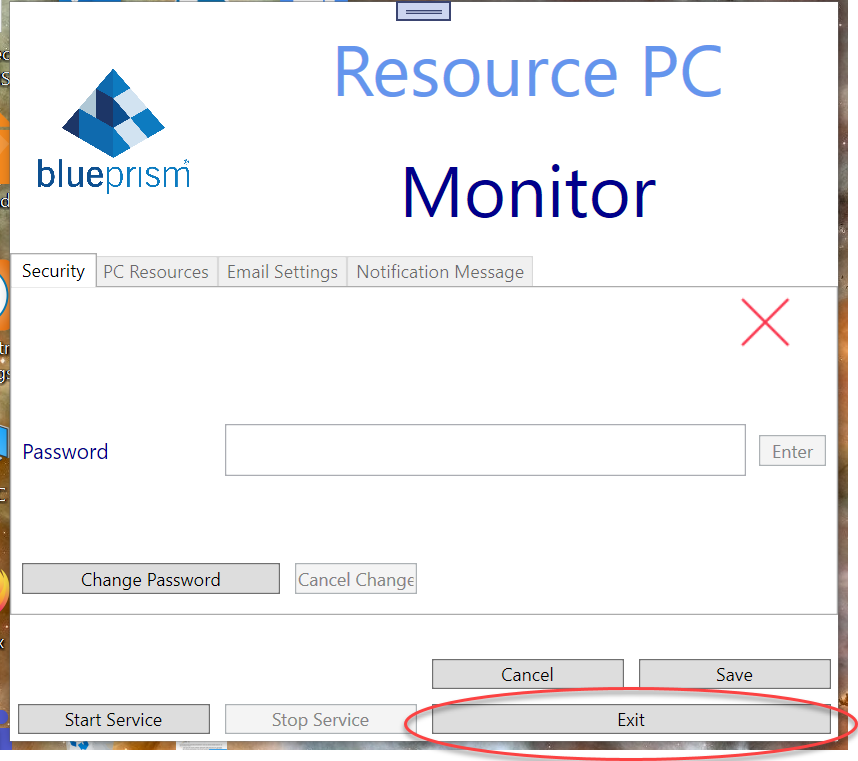 Resource PC
blueprism
Monitor
Security PC Resources Email Settings Notification Message
Password
Enter
Change Password Cancel Change
Cancel Save
Start Service Stop Service Exit